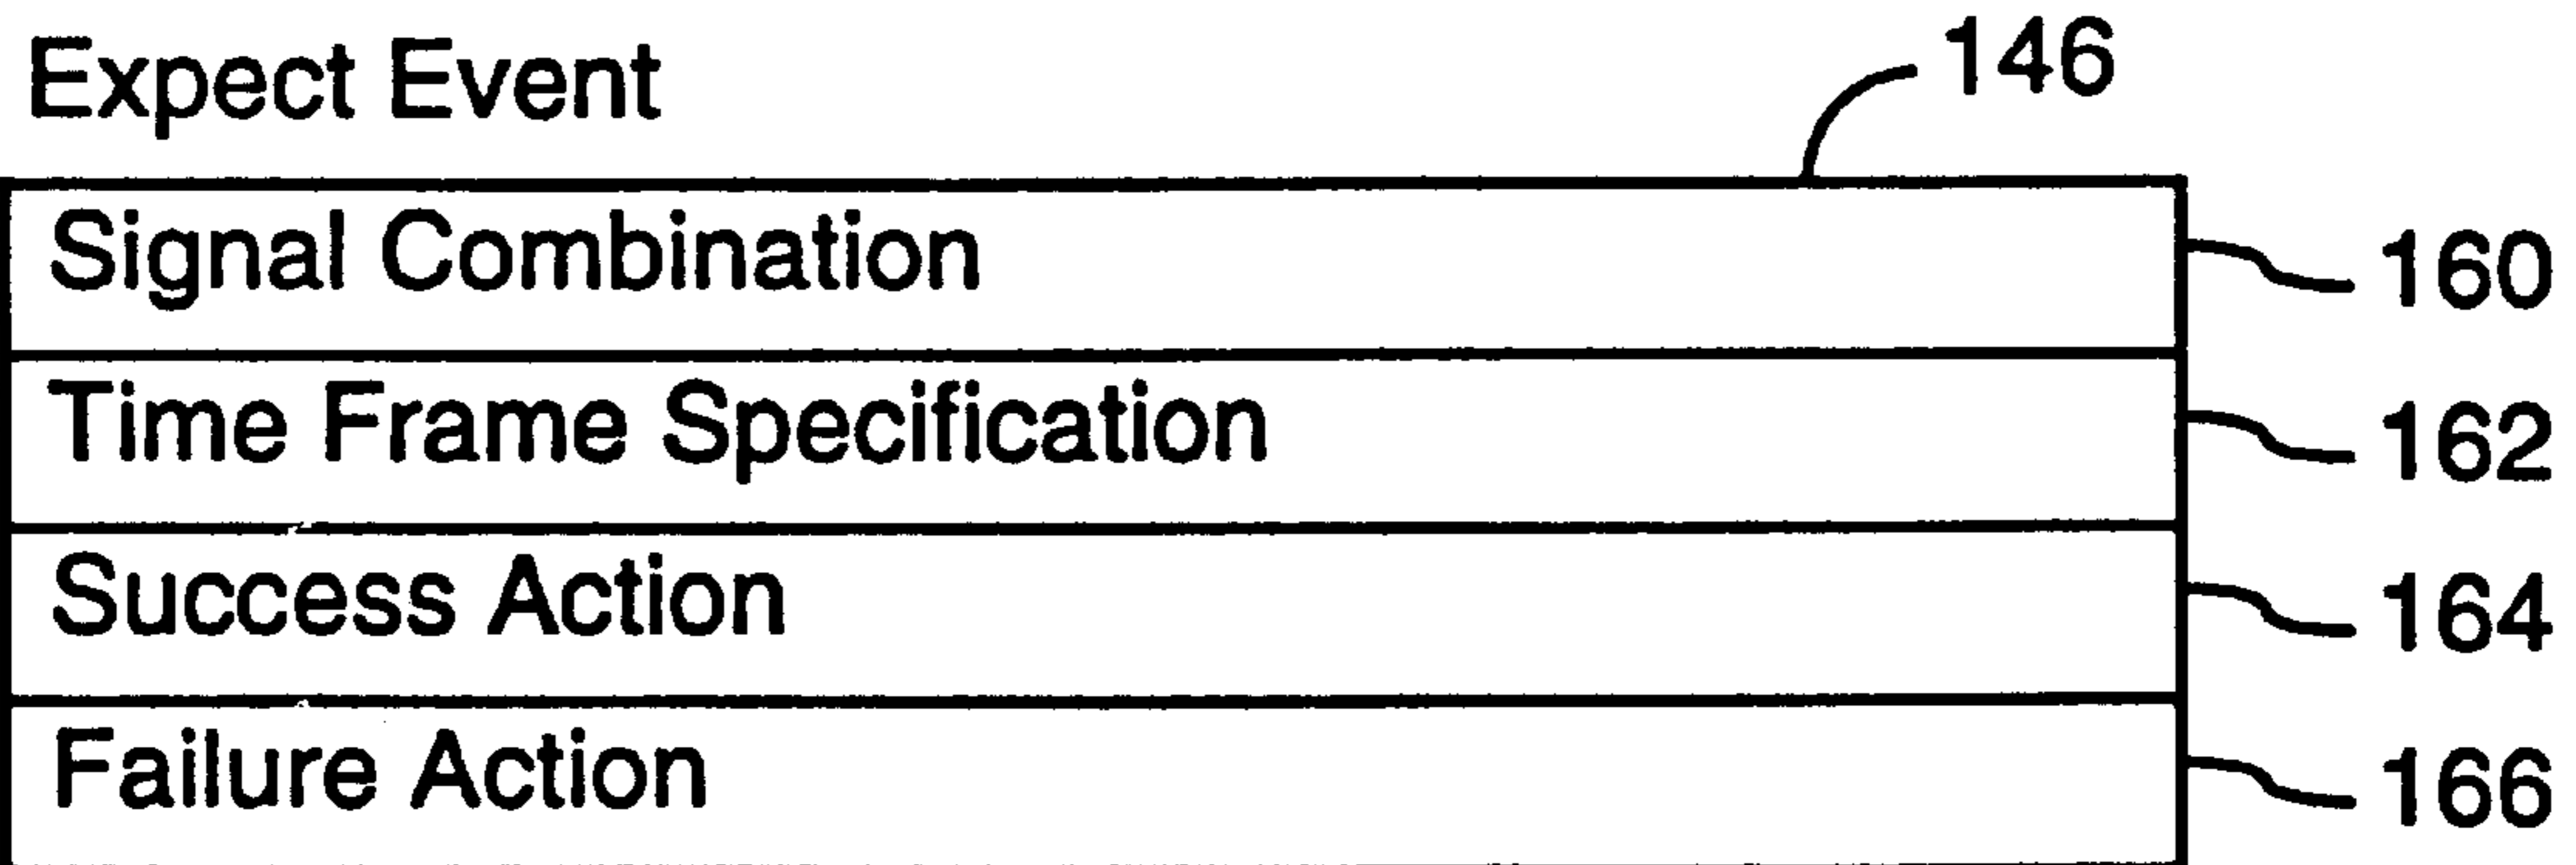 Expect Event
146
Signal Combination 160
Time Frame Specification 162
Success Action 164
Failure Action 166